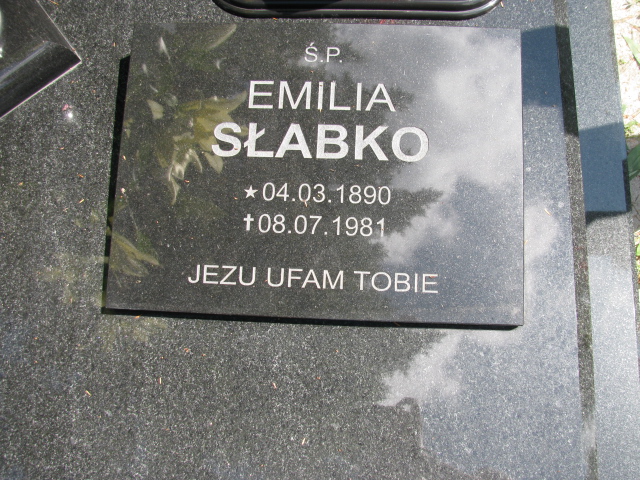 Ś.P.
EMILIA
SŁABKO
★04.03.1890
✝08.07.1981
JEZU UFAM TOBIE